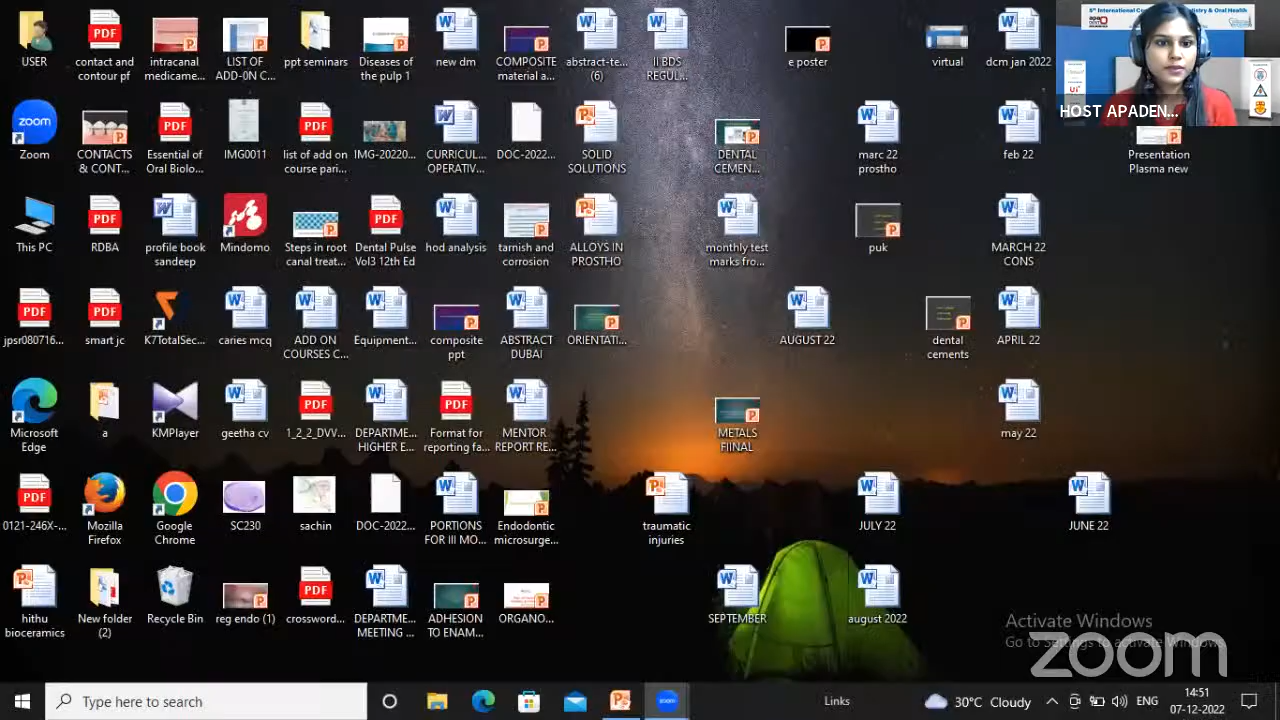 USER
contact and
contour pf
intracanal
medicame...
LIST OF
ADD-0N C...
ppt seminars
Diseases of
the pulp 1
new dm
COMPOSITE
material a...
abstract-te...
(6)
II BDS
REGUL...
e poster
virtual
dcm jan 2022
HOST APADEN...
zoom
Zoom
CONTACTS
& CONT...
Essential of
Oral Biolo...
IMG0011
list of add on
course pari...
IMG-20220...
CURRICUL...
OPERATIV...
DOC-2022...
SOLID
SOLUTIONS
DENTAL
CEMEN...
marc 22
prostho
feb 22
Presentation
Plasma new
This PC
RDBA
profile book
sandeep
Mindomo
Steps in root
canal treat...
Dental Pulse
Vol3 12th Ed
hod analysis
tarnish and
corrosion
ALLOYS IN
PROSTHO
monthly test
marks fro...
puk
MARCH 22
CONS
jpsr080716...
smart jc
K7TotalSec...
caries mcq
ADD ON
COURSES C...
Equipment...
composite
ppt
ABSTRACT
DUBAI
ORIENTATI...
AUGUST 22
dental
cements
APRIL 22
Microsoft
Edge
a
KMPlayer
geetha cv
1_2_2_DVV...
DEPARTME...
HIGHER E...
Format for
reporting fa...
MENTOR
REPORT RE...
METALS
FIINAL
may 22
0121-246X-...
Mozilla
Firefox
Google
Chrome
SC230
sachin
DOC-2022...
PORTIONS
FOR III MO...
Endodontic
microsurge...
traumatic
injuries
JULY 22
JUNE 22
hithu
bioceramics
New folder
(2)
Recycle Bin
reg endo (1)
crossword...
DEPARTME...
MEETING ...
ADHESION
TO ENAM...
ORGANO...
SEPTEMBER
august 2022
Activate Windows
Go to Settings to activate Windows.
zoom
Type here to search
Links
30°C Cloudy
ENG
14:51
07-12-2022